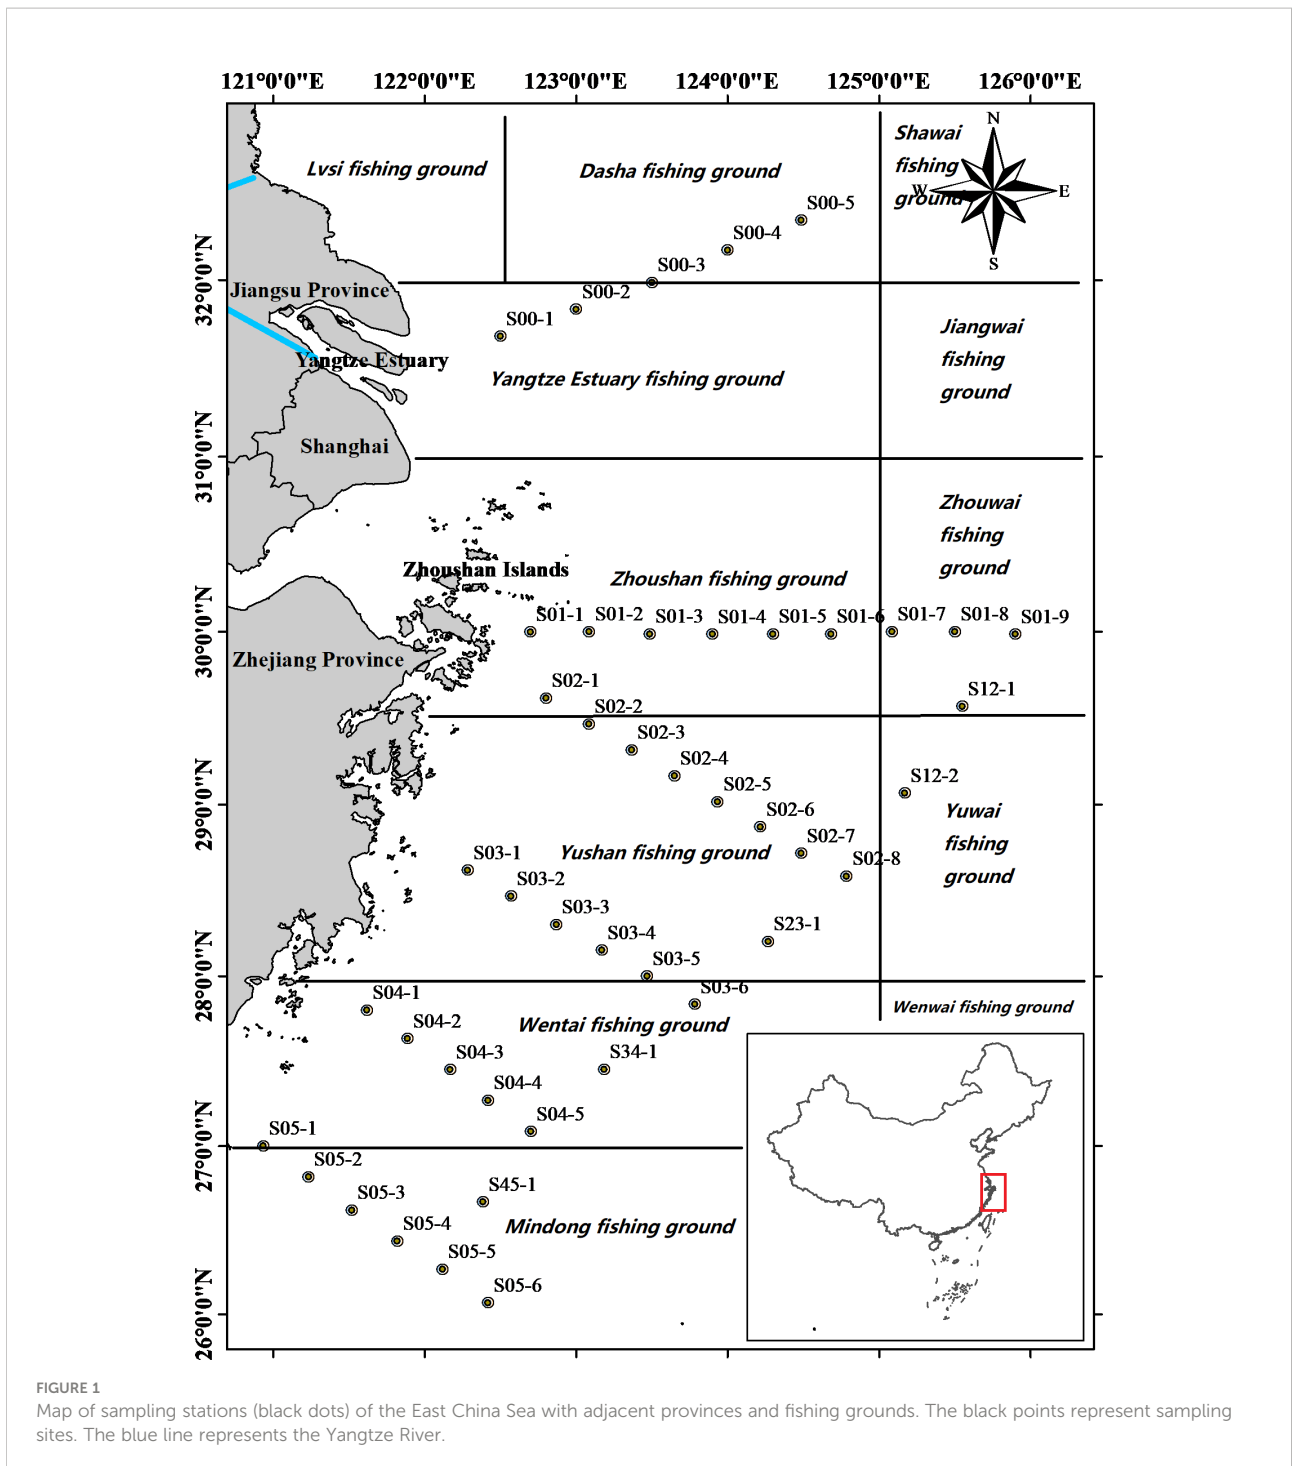 121°0'0"E 122°0'0"E 123°0'0"E 124°0'0"E 125°0'0"E 126°0'0"E
N
Shawai
fishing
ground
W
E
S
Lvsi fishing ground
Dasha fishing ground
S00-5
S00-4
S00-3
S00-2
S00-1
32°0'0"N
Jiangsu Province
Yangtze Estuary
Yangtze Estuary fishing ground
Jiangwai
fishing
ground
Shanghai
31°0'0"N
Zhouwai
fishing
ground
Zhoushan Islands
Zhoushan fishing ground
S01-1 S01-2 S01-3 S01-4 S01-5 S01-6 S01-7 S01-8 S01-9
30°0'0"N
Zhejiang Province
S02-1
S12-1
S02-2
S02-3
S02-4
S02-5
S12-2
S02-6
29°0'0"N
Yuwai
fishing
ground
S02-7
S02-8
Yushan fishing ground
S03-1
S03-2
S03-3
S23-1
S03-4
S03-5
28°0'0"N
S03-6
S04-1
Wenwai fishing ground
S04-2
Wentai fishing ground
S04-3
S34-1
S04-4
S04-5
S05-1
27°0'0"N
S05-2
S05-3
S45-1
S05-4
Mindong fishing ground
S05-5
S05-6
26°0'0"N
FIGURE 1
Map of sampling stations (black dots) of the East China Sea with adjacent provinces and fishing grounds. The black points represent sampling
sites. The blue line represents the Yangtze River.